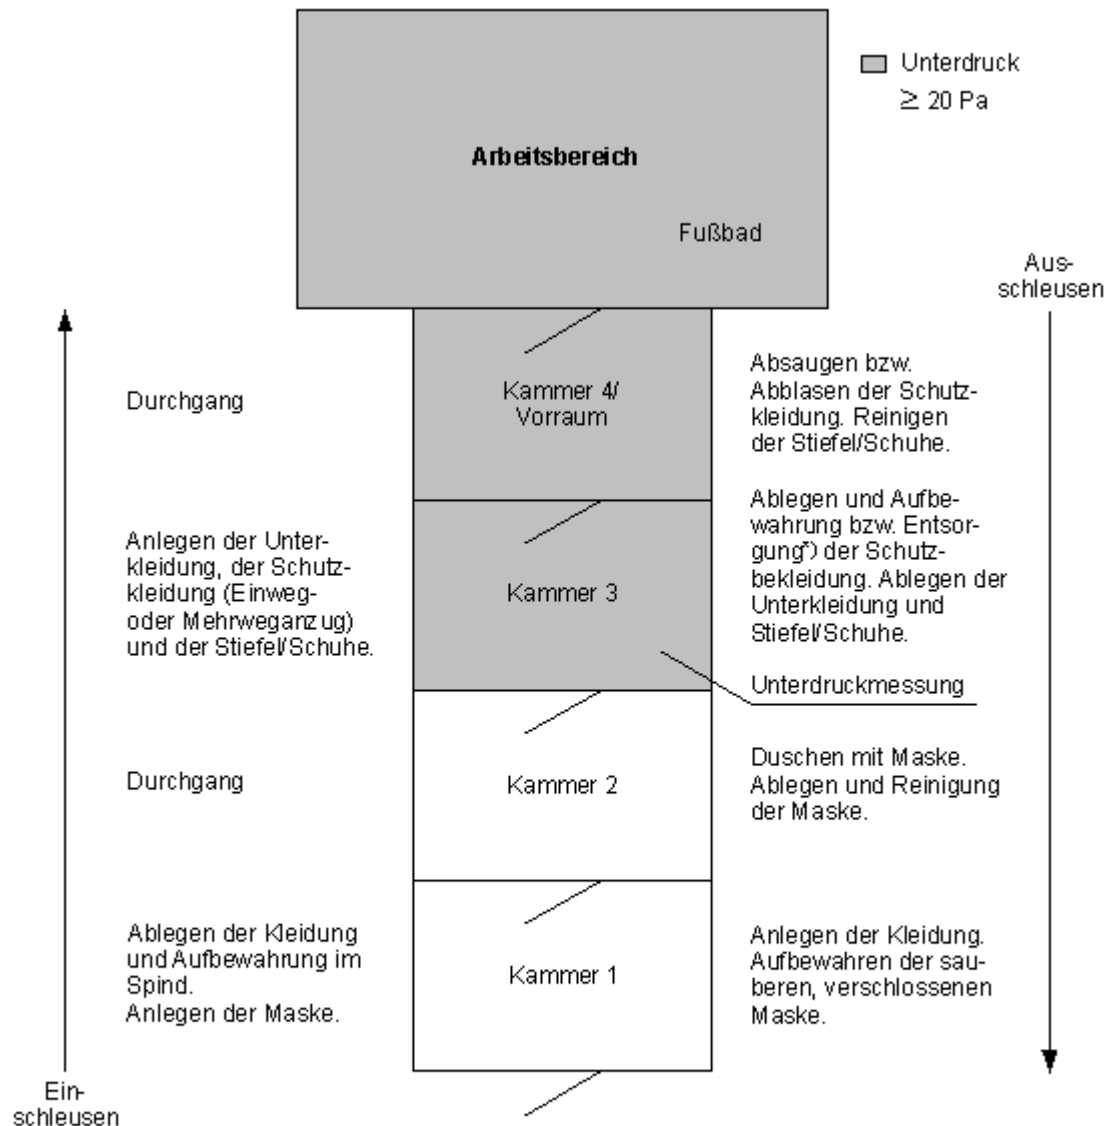 Unterdruck
≥ 20 Pa
Arbeitsbereich
Fußbad
Aus-
schleusen
Durchgang
Kammer 4/
Vorraum
Absaugen bzw.
Abblasen der Schutz-
kleidung. Reinigen
der Stiefel/Schuhe.
Anlegen der Unter-
kleidung, der Schutz-
kleidung (Einweg-
oder Mehrweganzug)
und der Stiefel/Schuhe.
Kammer 3
Ablegen und Aufbe-
wahrung bzw. Entsor-
gung*) der Schutz-
bekleidung. Ablegen der
Unterkleidung und
Stiefel/Schuhe.
Unterdruckmessung
Durchgang
Kammer 2
Duschen mit Maske.
Ablegen und Reinigung
der Maske.
Ablegen der Kleidung
und Aufbewahrung im
Spind.
Anlegen der Maske.
Kammer 1
Anlegen der Kleidung.
Aufbewahren der sau-
beren, verschlossenen
Maske.
Ein-
schleusen